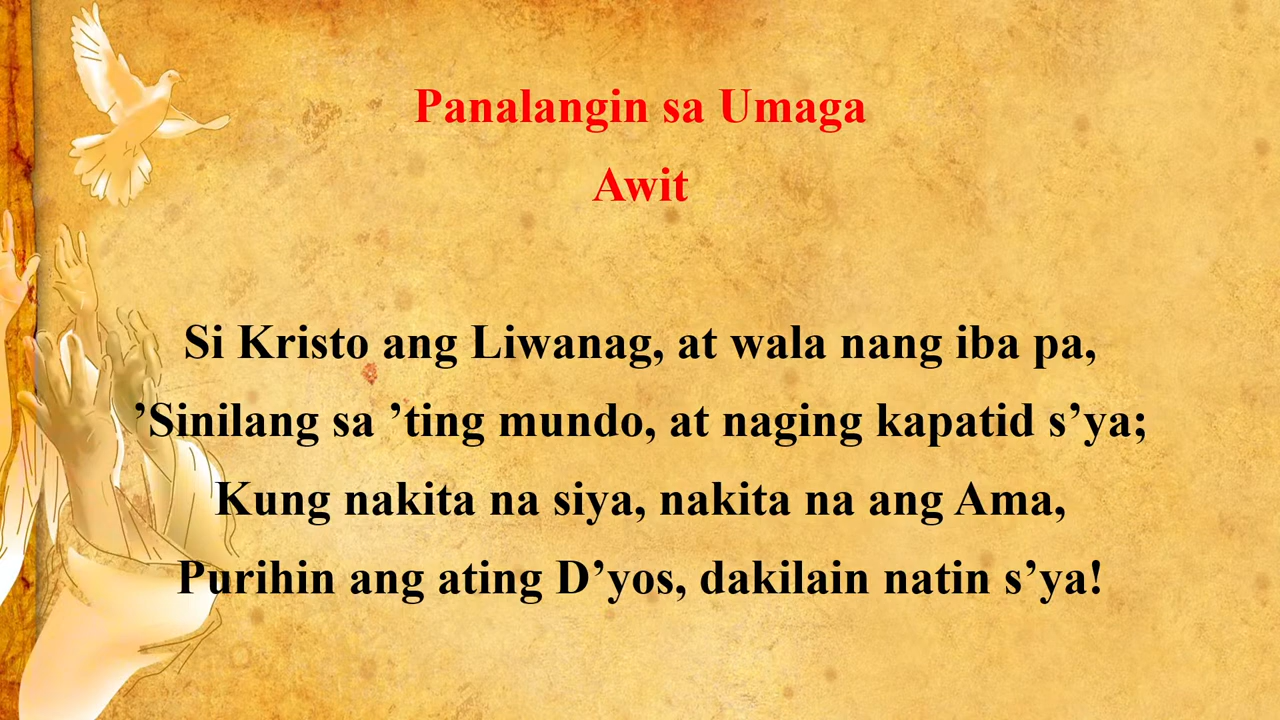 Panalangin sa Umaga
Awit
Si Kristo ang Liwanag, at wala nang iba pa,
’Sinilang sa ’ting mundo, at naging kapatid s’ya;
Kung nakita na siya, nakita na ang Ama,
Purihin ang ating D’yos, dakilain natin s’ya!